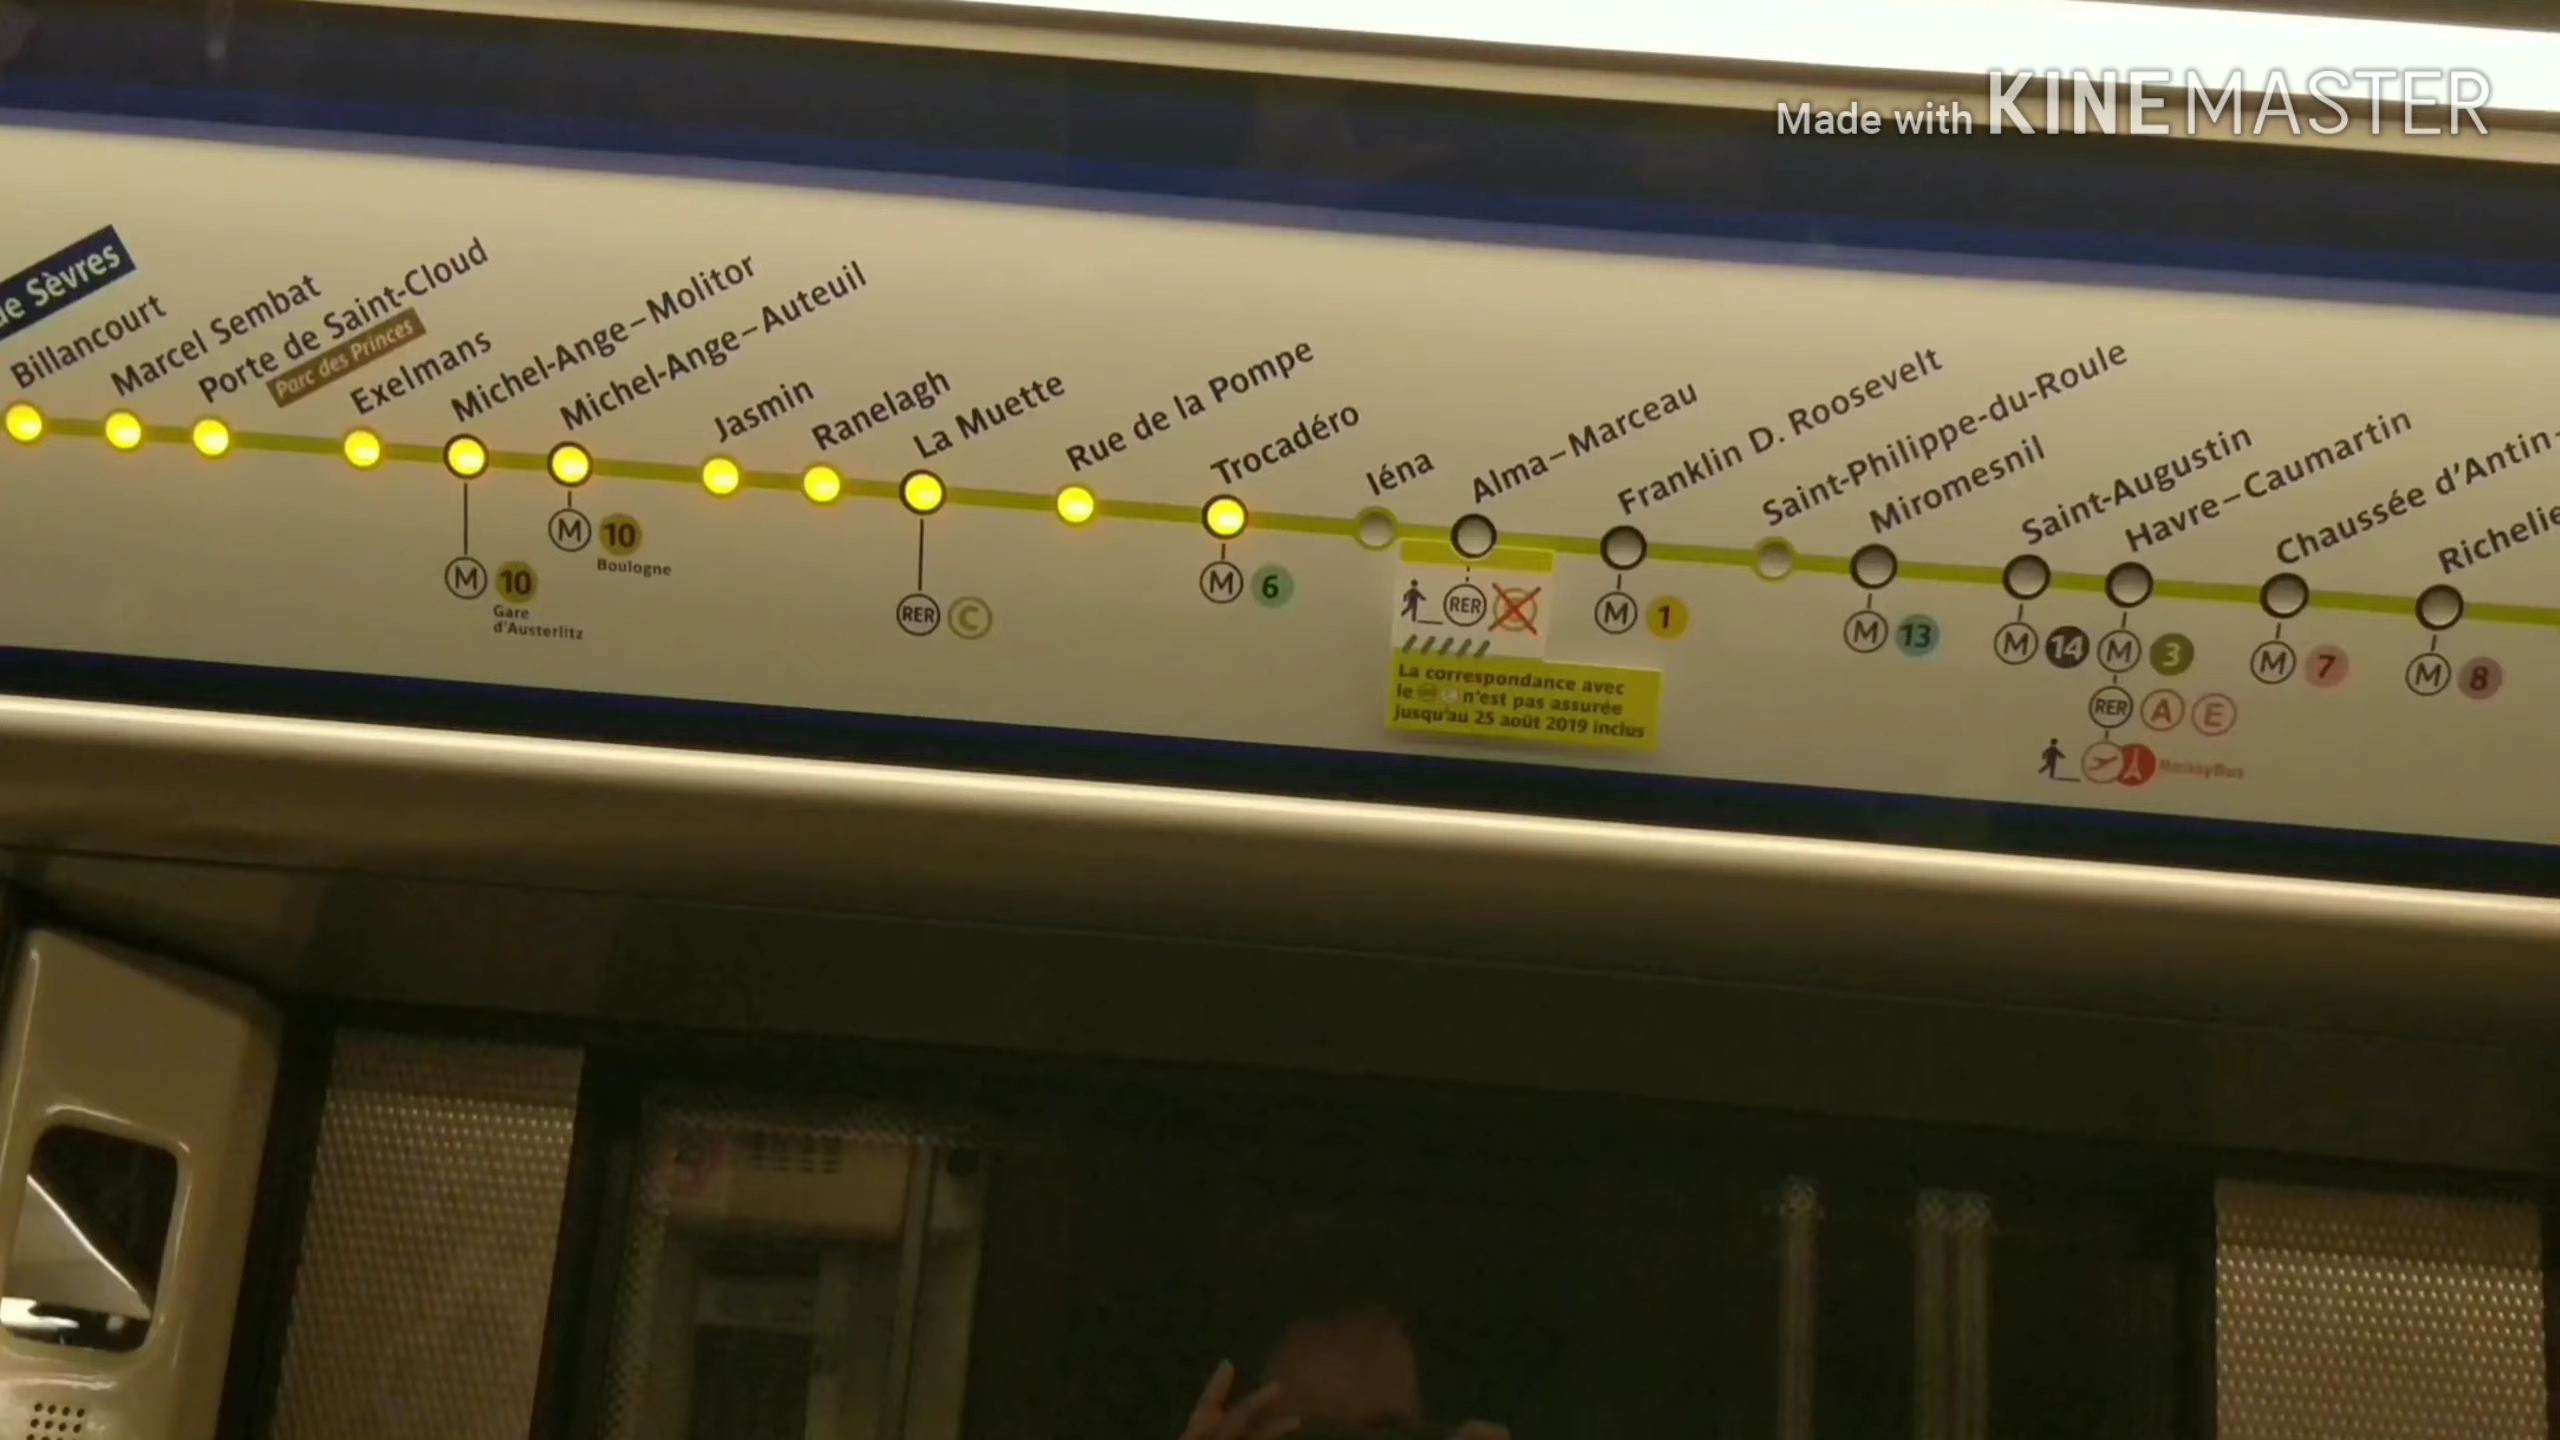 Made with KINEMASTER
de Sèvres
Billancourt
Marcel Sembat
Porte de Saint-Cloud
Parc des Princes
Exelmans
Michel-Ange–Molitor
Michel-Ange–Auteuil
Jasmin
Ranelagh
La Muette
Rue de la Pompe
Trocadéro
Iéna
Alma–Marceau
Franklin D. Roosevelt
Saint-Philippe-du-Roule
Miromesnil
Saint-Augustin
Havre–Caumartin
Chaussée d'Antin-
M 10
Gare
d'Austerlitz
M 10
Boulogne
RER C
M 6
RER
La correspondance avec
le n'est pas assurée
jusqu'au 25 août 2019 inclus
M 1
M 13
M 14
M 3
RER A E
RoissyBus
M 7
M 8